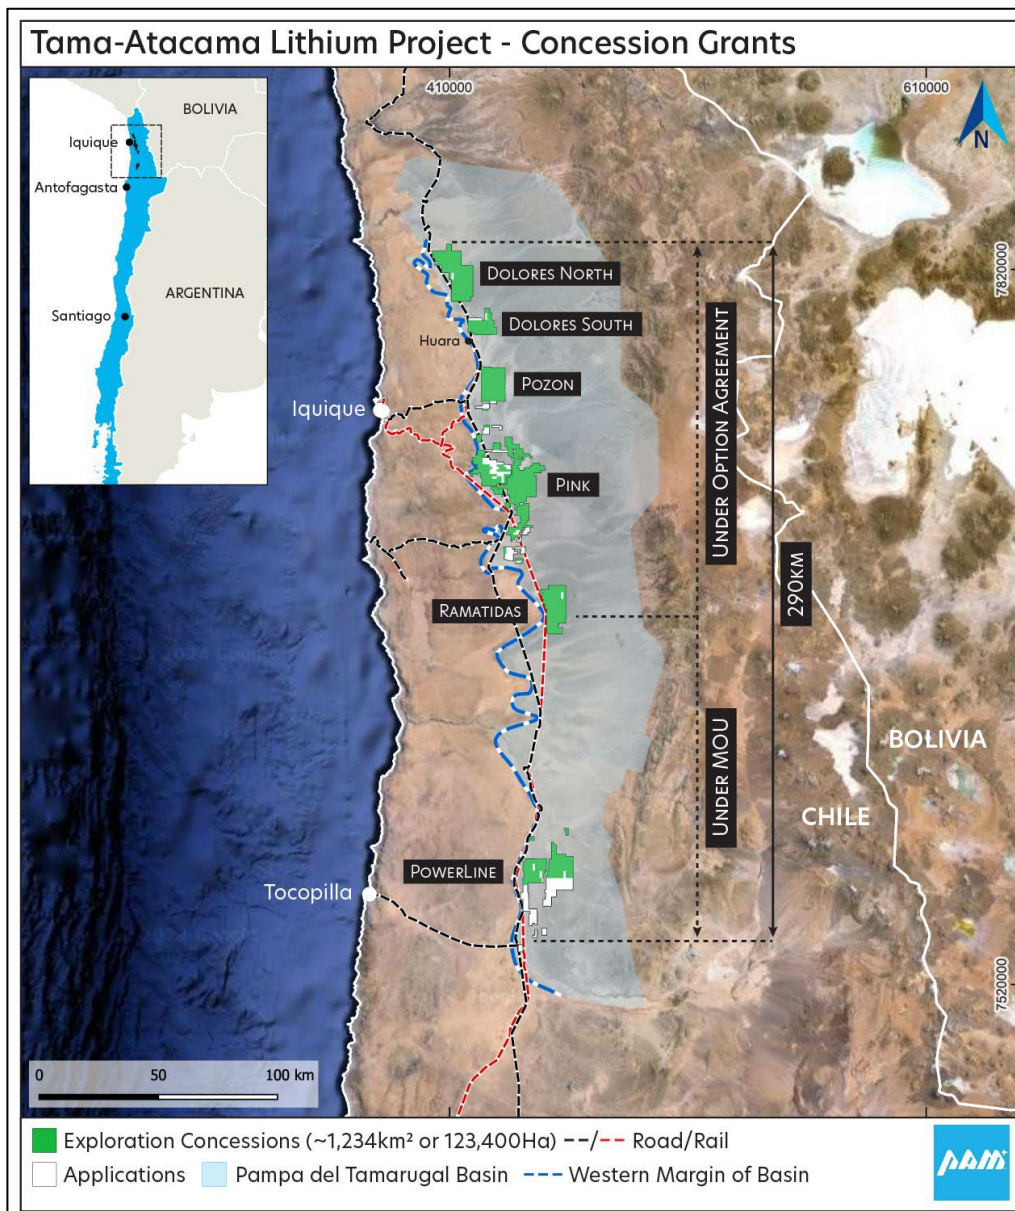 Tama-Atacama Lithium Project - Concession Grants
410000
610000
N
BOLIVIA
Iquique
Antofagasta
ARGENTINA
Santiago
7820000
DOLORES NORTH
DOLORES SOUTH
Huara
POZON
Iquique
UNDER OPTION AGREEMENT
PINK
290KM
RAMATIDAS
UNDER MOU
BOLIVIA
CHILE
POWERLINE
Tocopilla
7520000
0 50 100 km
Exploration Concessions (~1,234km² or 123,400Ha) Road/Rail
Applications Pampa del Tamarugal Basin Western Margin of Basin
PAM+